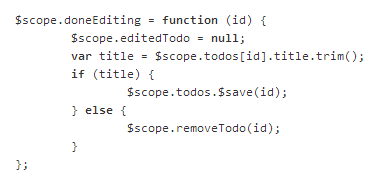 $scope.doneEditing = function (id) {
        $scope.editedTodo = null;
        var title = $scope.todos[id].title.trim();
        if (title) {
                $scope.todos.$save(id);
        } else {
                $scope.removeTodo(id);
        }
};